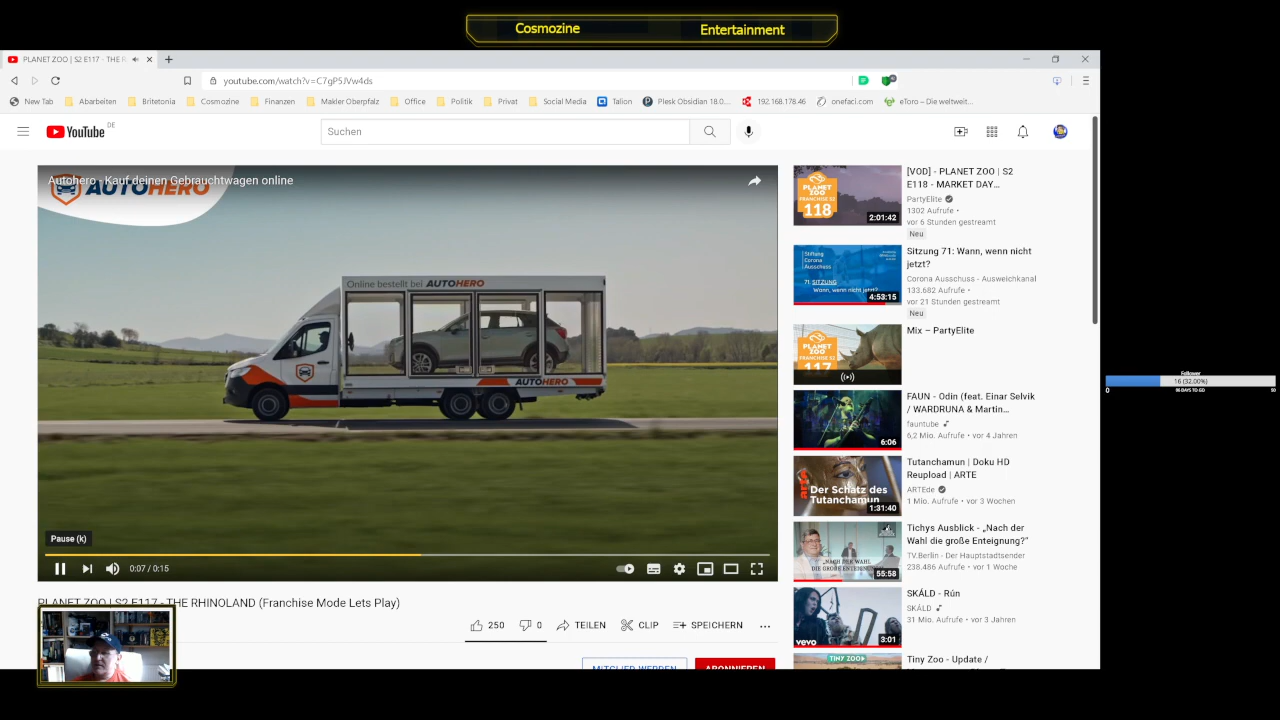 Cosmozine
Entertainment
PLANET ZOO | S2 E117 - THE R
youtube.com/watch?v=C7gP5JVw4ds
New Tab
Abarbeiten
Britetonia
Cosmozine
Finanzen
Makler Oberpfalz
Office
Politik
Privat
Social Media
Talion
Plesk Obsidian 18.0....
192.168.178.46
onefacl.com
eToro – Die weltweit...
YouTube DE
Suchen
Autohero - Kauf deinen Gebrauchtwagen online
AUTOHERO
Online bestellt bei AUTOHERO
AUTOHERO
Pause (k)
0:07 / 0:15
PLANET ZOO | S2 E117 - THE RHINOLAND (Franchise Mode Lets Play)
250
0
TEILEN
CLIP
SPEICHERN
MITGLIED WERDEN
ABONNIEREN
PLANET ZOO
FRANCHISE S2
118
2:01:42
[VOD] - PLANET ZOO | S2
E118 - MARKET DAY...
PartyElite
1302 Aufrufe •
vor 6 Stunden gestreamt
Neu
Stiftung
Corona
Ausschuss
71. SITZUNG
Wann, wenn nicht jetzt?
4:53:15
Sitzung 71: Wann, wenn nicht
jetzt?
Corona Ausschuss - Ausweichkanal
133.682 Aufrufe •
vor 21 Stunden gestreamt
Neu
PLANET ZOO
FRANCHISE S2
117
Mix – PartyElite
6:06
FAUN - Odin (feat. Einar Selvik
/ WARDRUNA & Martin...
fauntube
6,2 Mio. Aufrufe • vor 4 Jahren
arte
Der Schatz des
Tutanchamun
1:31:40
Tutanchamun | Doku HD
Reupload | ARTE
ARTEde
1 Mio. Aufrufe • vor 3 Wochen
„NACH DER WAHL
DIE GROßE ENTEIGNUNG?"
55:58
Tichys Ausblick - „Nach der
Wahl die große Enteignung?"
TV.Berlin - Der Hauptstadtsender
238.486 Aufrufe • vor 1 Woche
vevo
3:01
SKÁLD - Rún
SKÁLD
31 Mio. Aufrufe • vor 3 Jahren
TINY ZOO
Tiny Zoo - Update /
Follower
16 (32.00%)
0
50